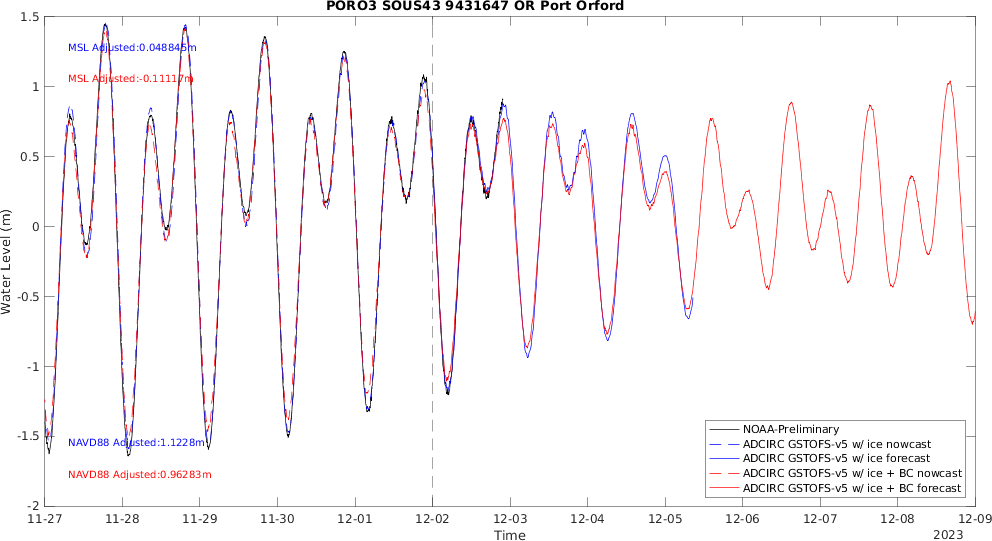 PORO3 SOUS43 9431647 OR Port Orford
MSL Adjusted:0.048845m
MSL Adjusted:-0.11117m
NAVD88 Adjusted:1.1228m
NAVD88 Adjusted:0.96283m
Water Level (m)
1.5
1
0.5
0
-0.5
-1
-1.5
-2
NOAA-Preliminary
ADCIRC GSTOFS-v5 w/ ice nowcast
ADCIRC GSTOFS-v5 w/ ice forecast
ADCIRC GSTOFS-v5 w/ ice + BC nowcast
ADCIRC GSTOFS-v5 w/ ice + BC forecast
11-27 11-28 11-29 11-30 12-01 12-02 12-03 12-04 12-05 12-06 12-07 12-08 12-09
Time
2023